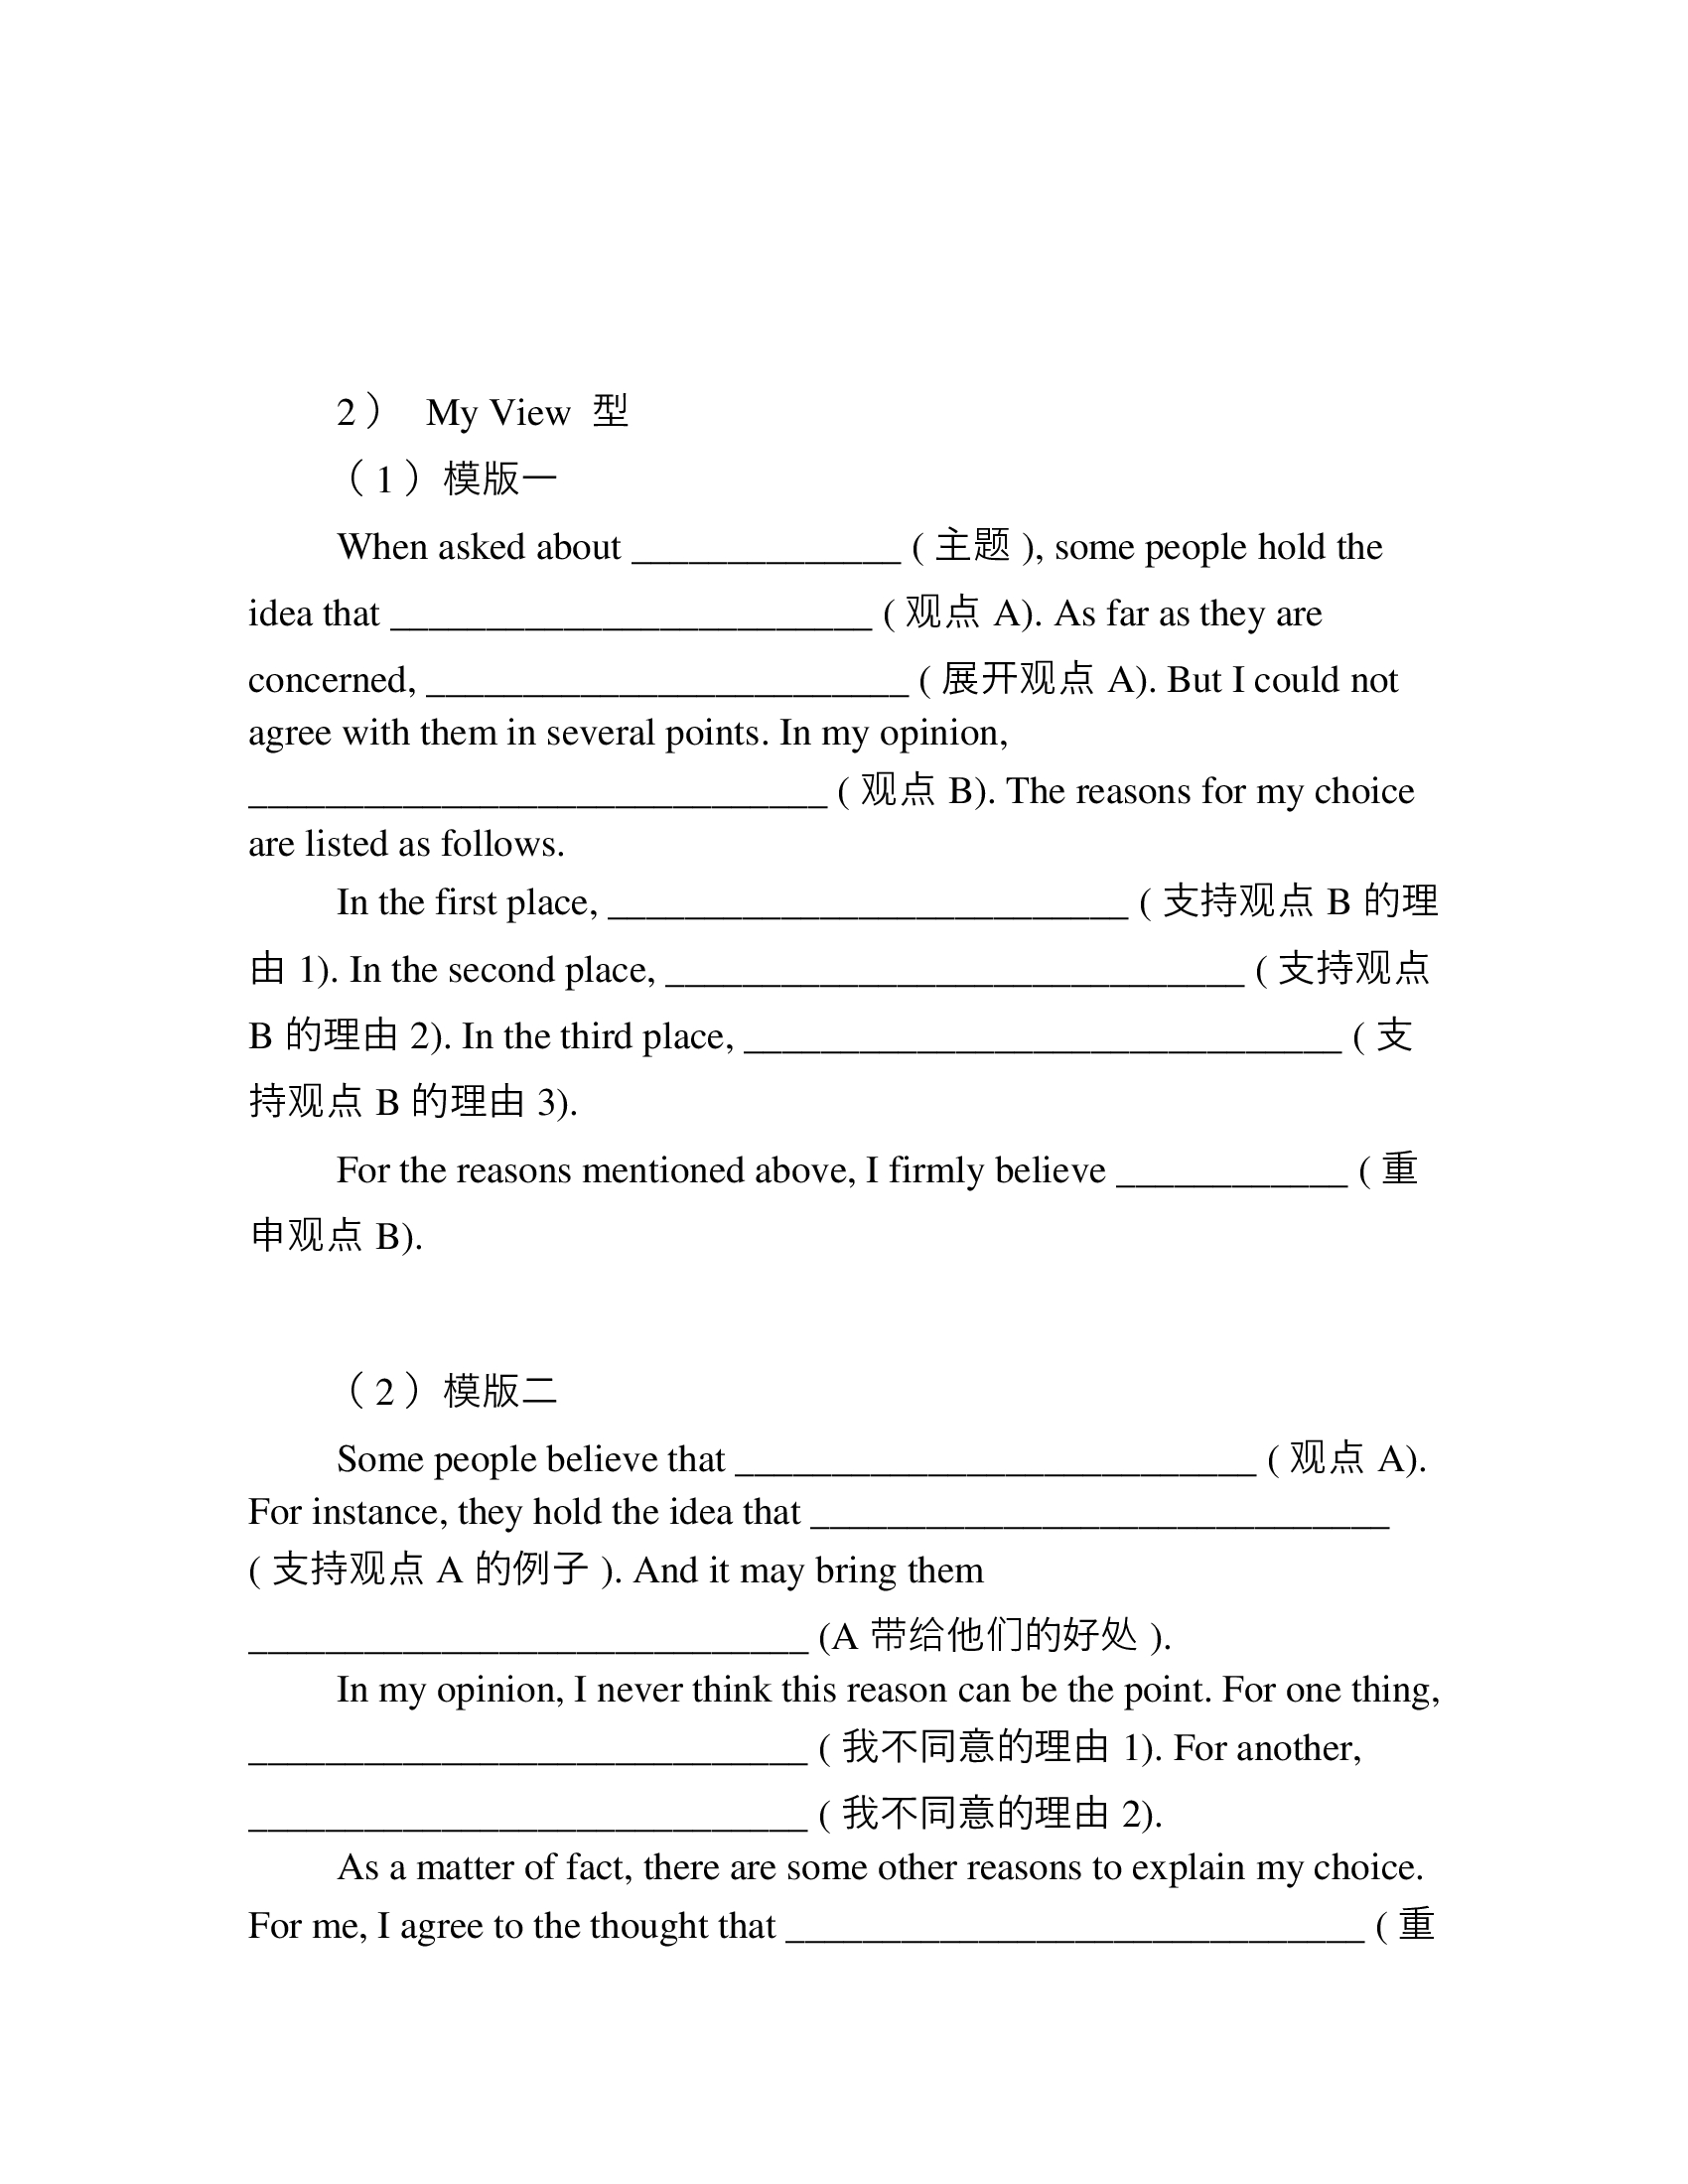 2） My View 型
（1）模版一
When asked about ______________ ( 主题 ), some people hold the
idea that _________________________ ( 观点 A). As far as they are
concerned, _________________________ ( 展开观点 A). But I could not
agree with them in several points. In my opinion,
______________________________ ( 观点 B). The reasons for my choice
are listed as follows.
In the first place, ___________________________ ( 支持观点 B 的理
由 1). In the second place, ______________________________ ( 支持观点
B 的理由 2). In the third place, _______________________________ ( 支
持观点 B 的理由 3).
For the reasons mentioned above, I firmly believe ____________ ( 重
申观点 B).
（2）模版二
Some people believe that ___________________________ ( 观点 A).
For instance, they hold the idea that ______________________________
( 支持观点 A 的例子 ). And it may bring them
_____________________________ (A 带给他们的好处 ).
In my opinion, I never think this reason can be the point. For one thing,
_____________________________ ( 我不同意的理由 1). For another,
_____________________________ ( 我不同意的理由 2).
As a matter of fact, there are some other reasons to explain my choice.
For me, I agree to the thought that ______________________________ ( 重